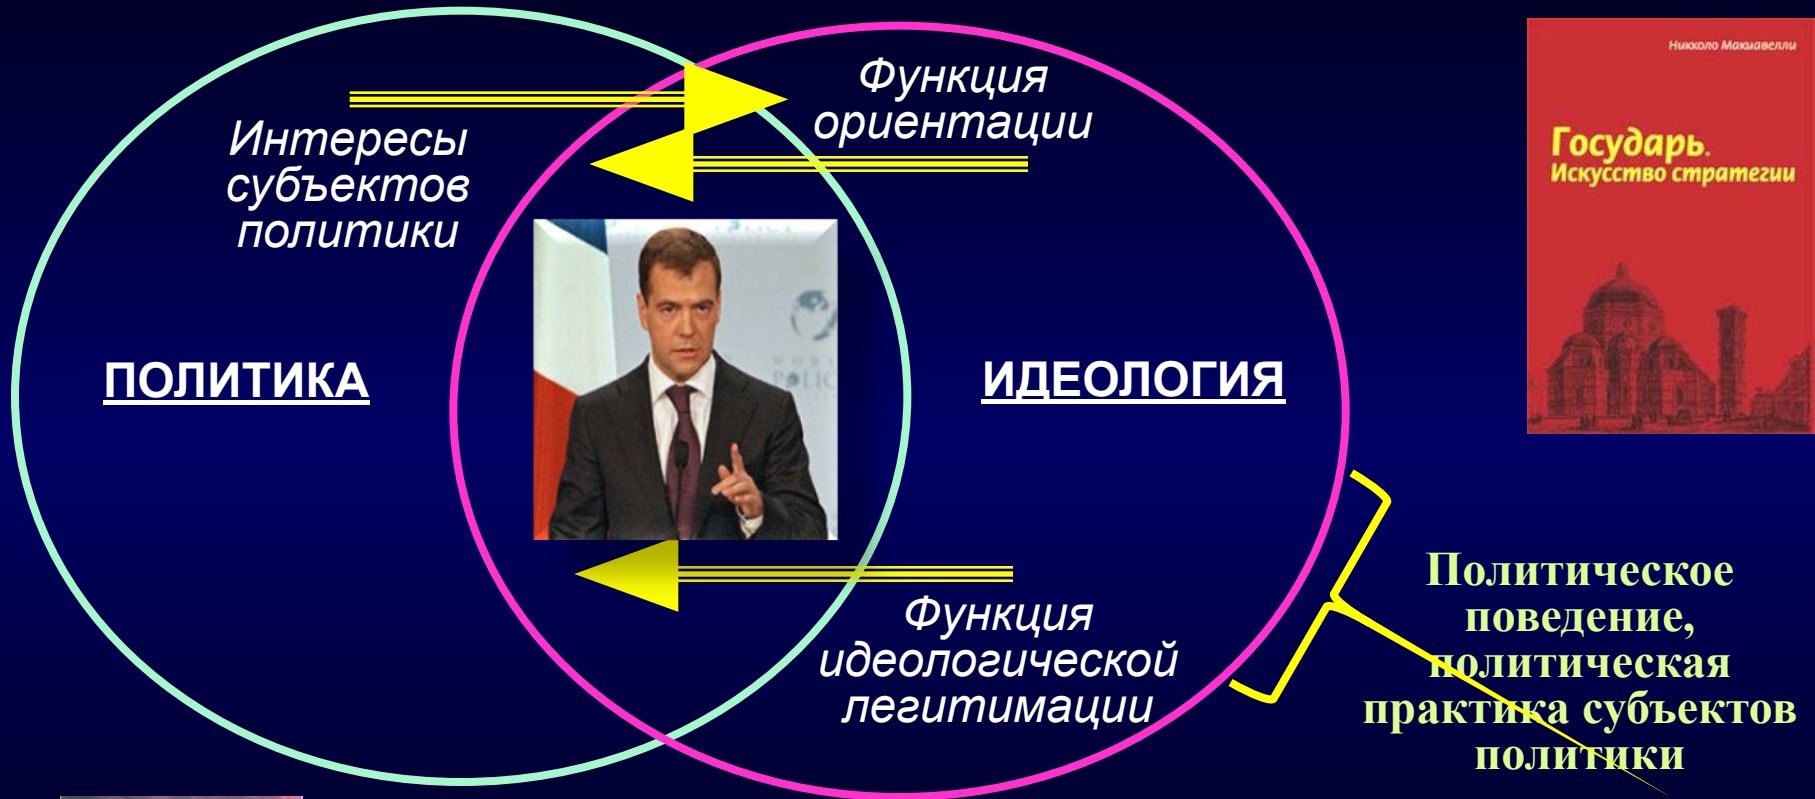 Функция
ориентации
Интересы
субъектов
политики
ПОЛИТИКА
ИДЕОЛОГИЯ
Функция
идеологической
легитимации
Никколо Макиавелли
Государь.
Искусство стратегии
Политическое
поведение,
политическая
практика субъектов
политики